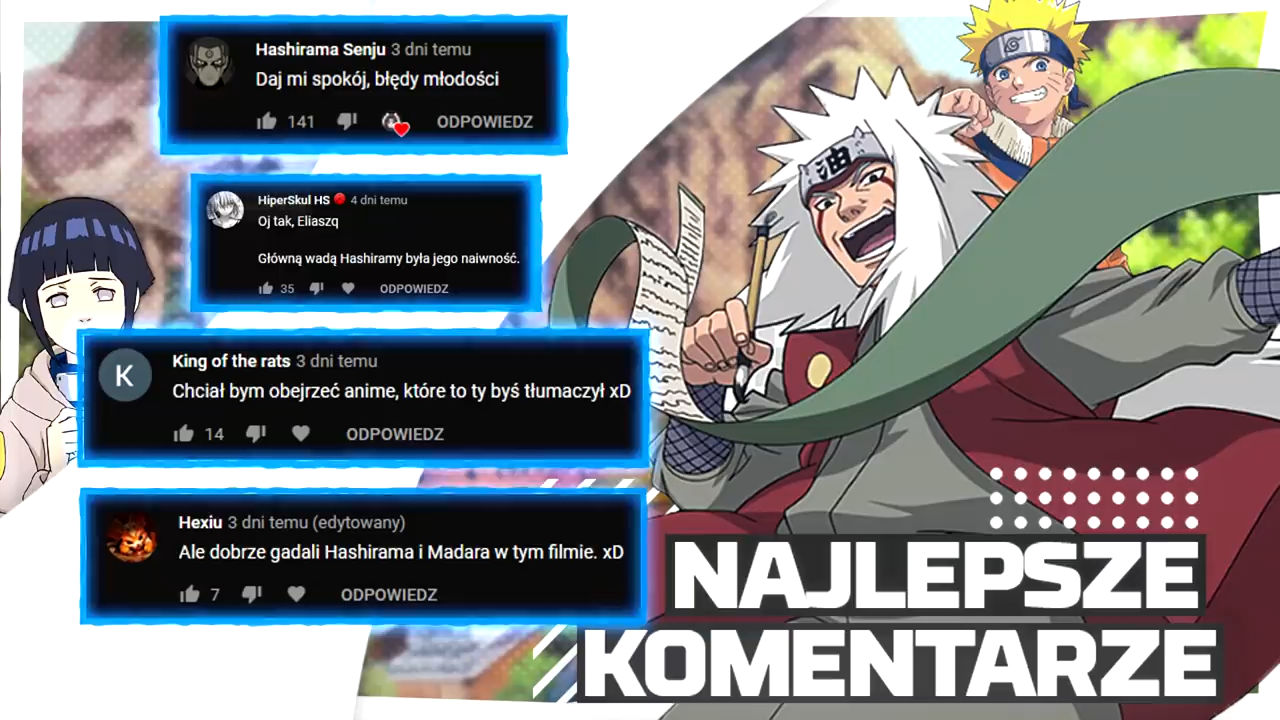 Hashirama Senju 3 dni temu
Daj mi spokój, błędy młodości
141 ODPOWIEDZ
HiperSkul HS 4 dni temu
Oj tak, Eliaszq
Główną wadą Hashiramy była jego naiwność.
35 ODPOWIEDZ
K
King of the rats 3 dni temu
Chciał bym obejrzeć anime, które to ty byś tłumaczył xD
14 ODPOWIEDZ
Hexiu 3 dni temu (edytowany)
Ale dobrze gadali Hashirama i Madara w tym filmie. xD
7 ODPOWIEDZ
油
NAJLEPSZE
KOMENTARZE